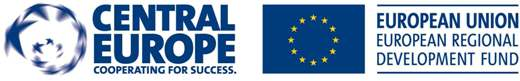 CENTRAL
EUROPE
COOPERATING FOR SUCCESS.
EUROPEAN UNION
EUROPEAN REGIONAL
DEVELOPMENT FUND